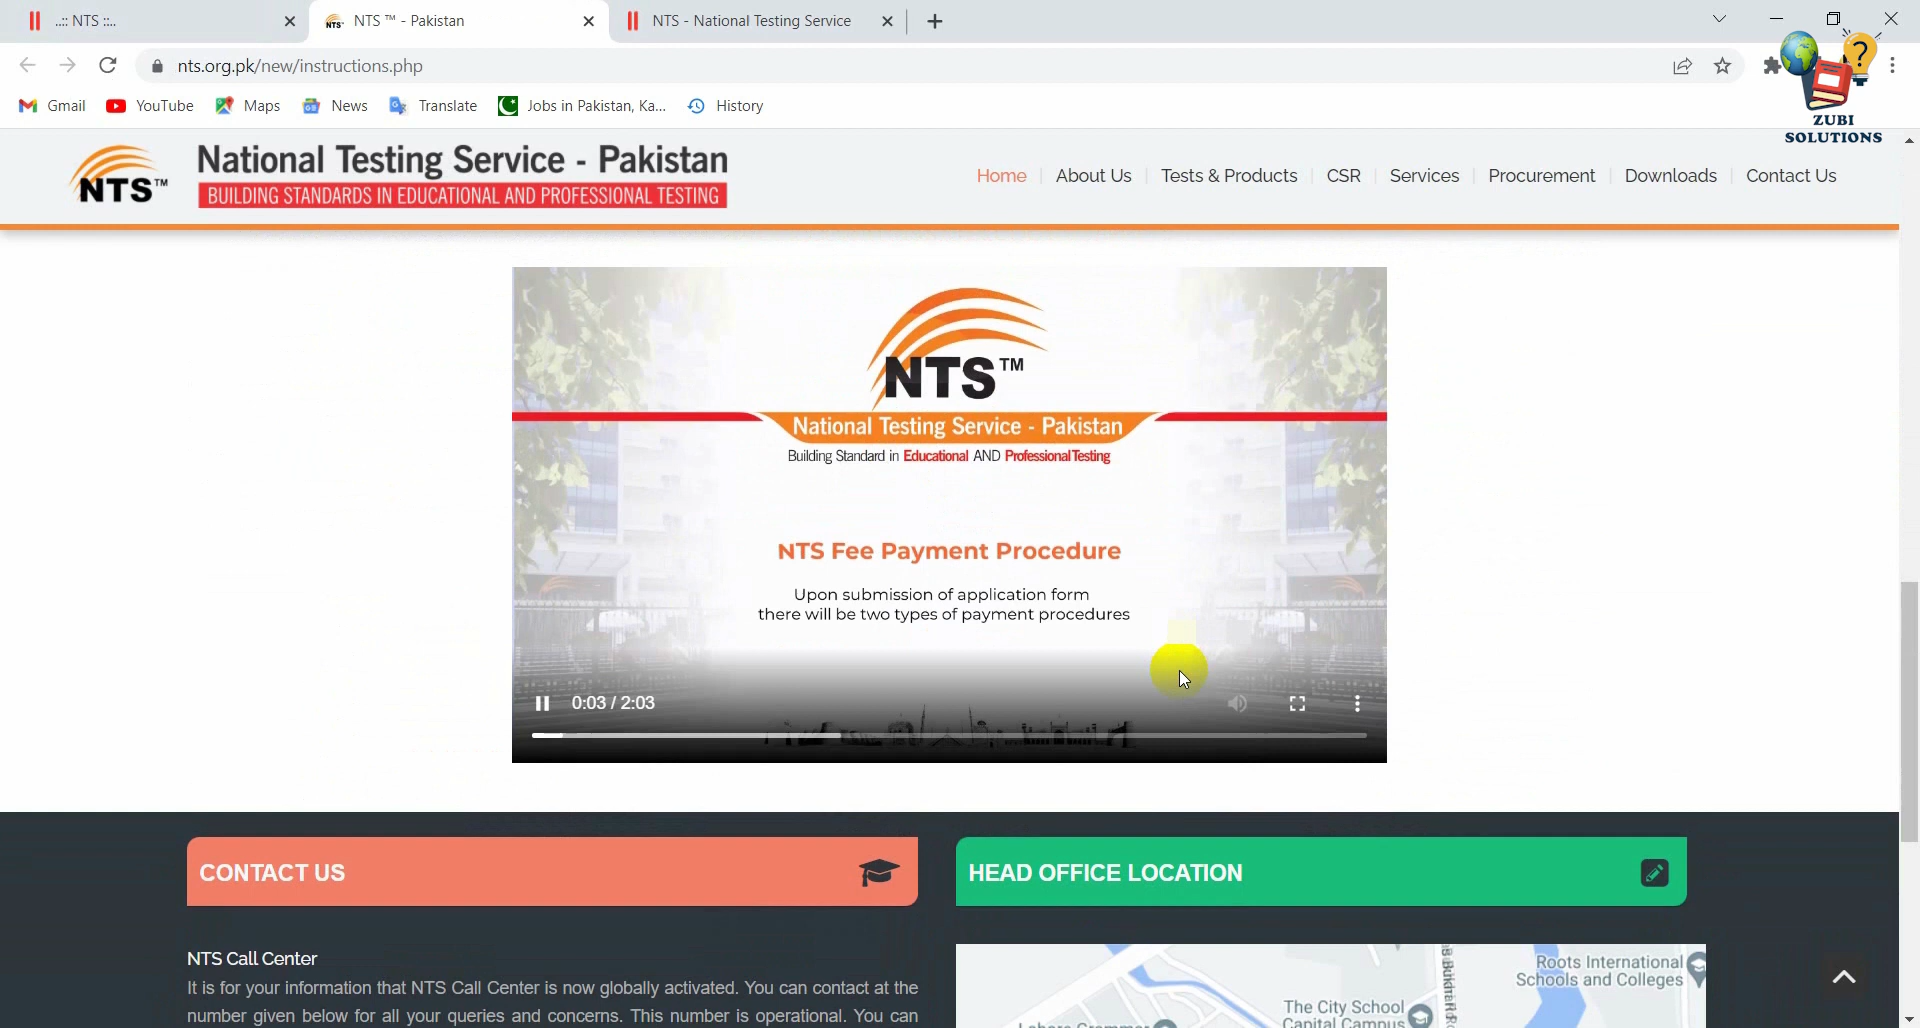 ..:: NTS ::..
NTS ™ - Pakistan
NTS - National Testing Service
nts.org.pk/new/instructions.php
Gmail
YouTube
Maps
News
Translate
Jobs in Pakistan, Ka...
History
ZUBI
SOLUTIONS
NTS™
National Testing Service - Pakistan
BUILDING STANDARDS IN EDUCATIONAL AND PROFESSIONAL TESTING
Home
About Us
Tests & Products
CSR
Services
Procurement
Downloads
Contact Us
NTS™
National Testing Service - Pakistan
Building Standard in Educational AND Professional Testing
NTS Fee Payment Procedure
Upon submission of application form
there will be two types of payment procedures
0:03 / 2:03
CONTACT US
HEAD OFFICE LOCATION
NTS Call Center
It is for your information that NTS Call Center is now globally activated. You can contact at the
number given below for all your queries and concerns. This number is operational. You can
Roots International
Schools and Colleges
The City School
Capital Campus